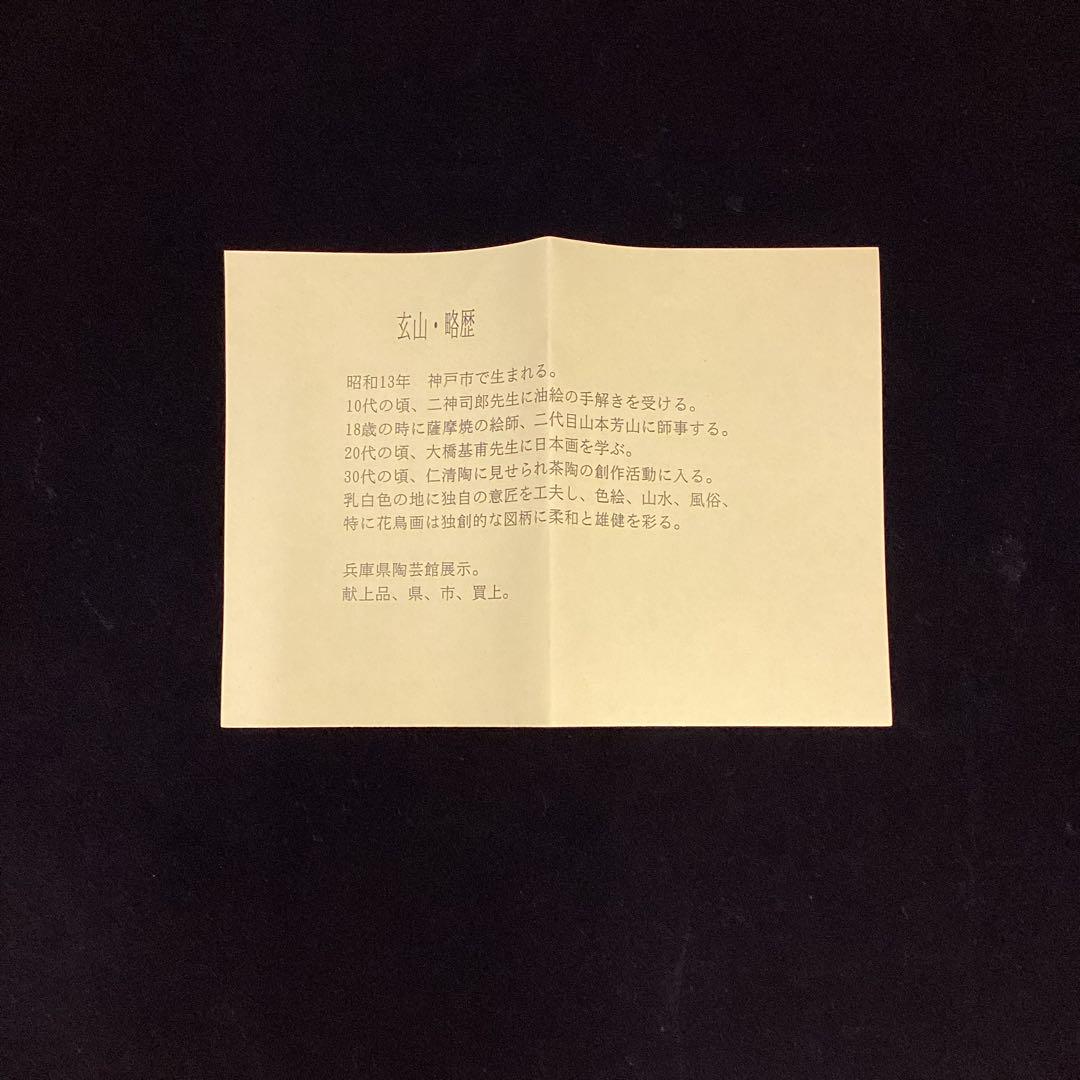 玄山・略歴
昭和13年　神戸市で生まれる。
10代の頃、二神司郎先生に油絵の手解きを受ける。
18歳の時に薩摩焼の絵師、二代目山本芳山に師事する。
20代の頃、大橋基甫先生に日本画を学ぶ。
30代の頃、仁清陶に見せられ茶陶の創作活動に入る。
乳白色の地に独自の意匠を工夫し、色絵、山水、風俗、
特に花鳥画は独創的な図柄に柔和と雄健を彩る。
兵庫県陶芸館展示。
献上品、県、市、買上。